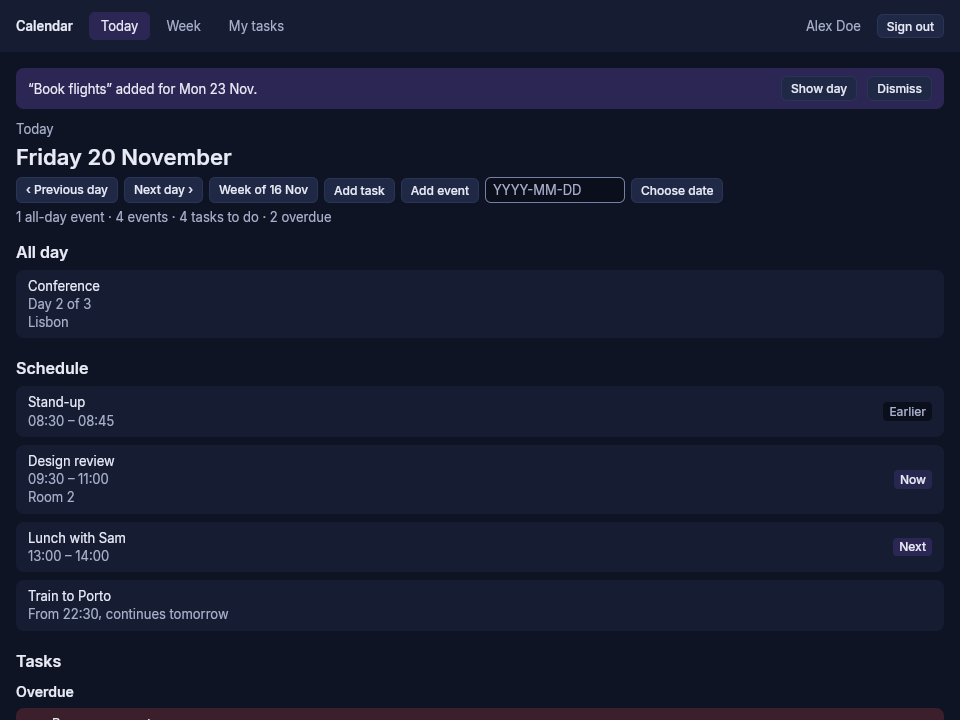 Calendar Today Week My tasks Alex Doe Sign out
“Book flights” added for Mon 23 Nov. Show day Dismiss
Today
Friday 20 November
‹ Previous day Next day › Week of 16 Nov Add task Add event YYYY-MM-DD Choose date
1 all-day event · 4 events · 4 tasks to do · 2 overdue
All day
Conference
Day 2 of 3
Lisbon
Schedule
Stand-up
08:30 – 08:45
Earlier
Design review
09:30 – 11:00
Room 2
Now
Lunch with Sam
13:00 – 14:00
Next
Train to Porto
From 22:30, continues tomorrow
Tasks
Overdue